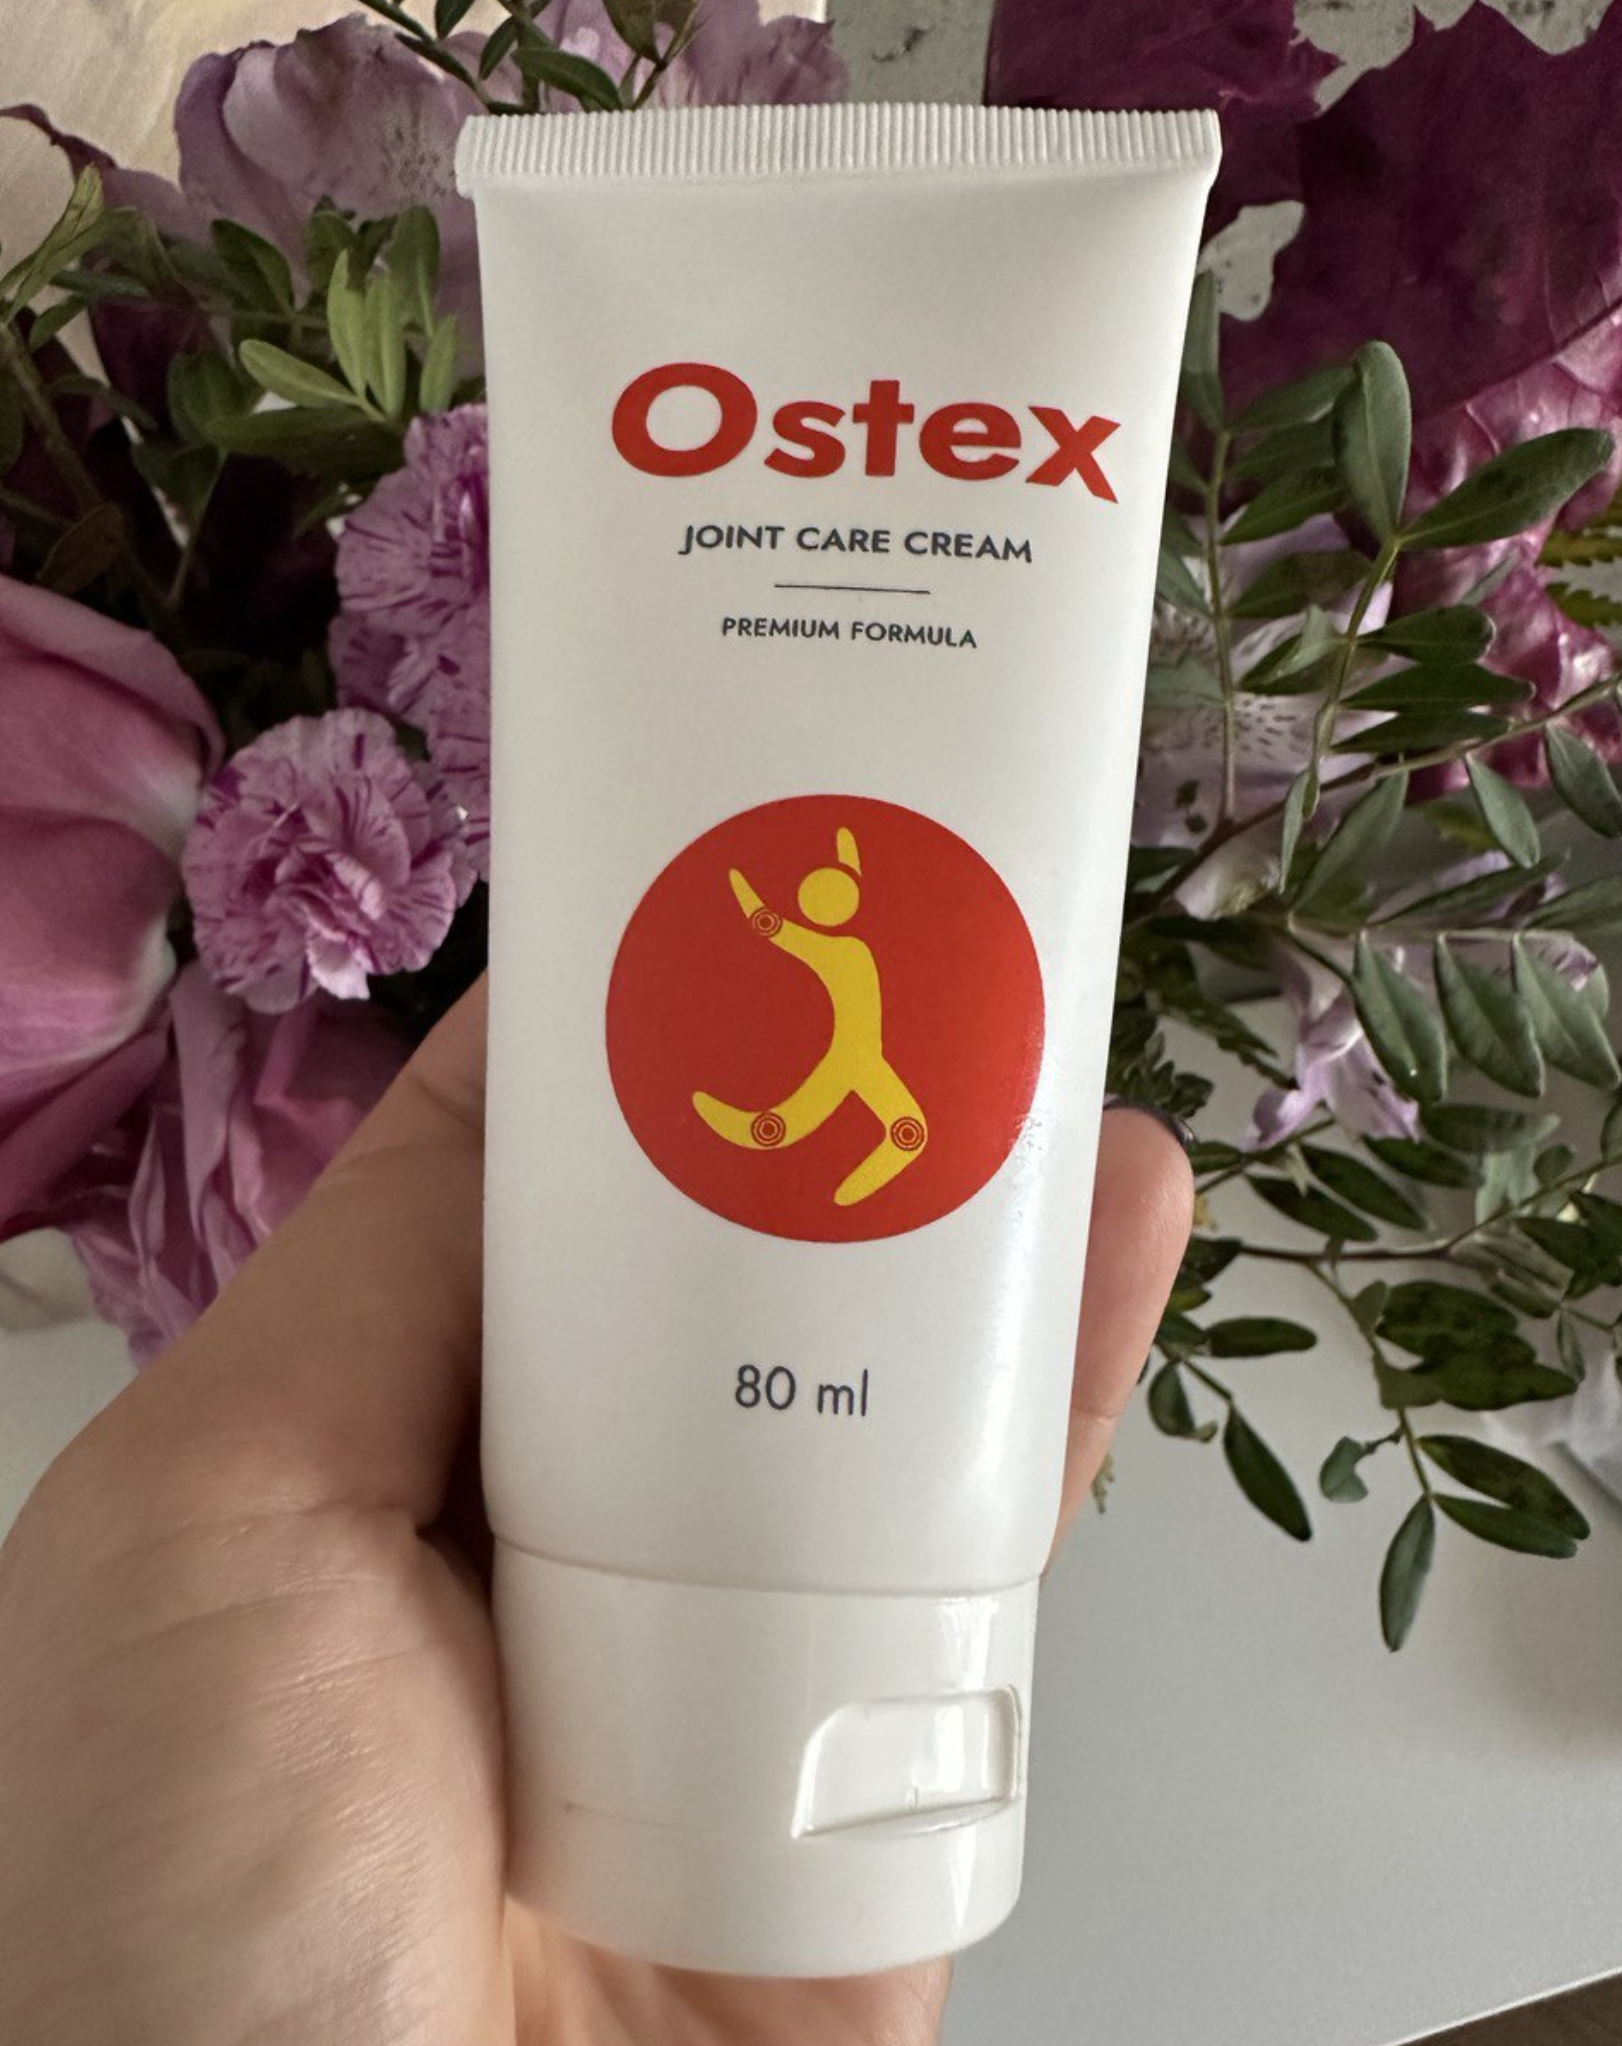 Ostex
JOINT CARE CREAM
PREMIUM FORMULA
80 ml